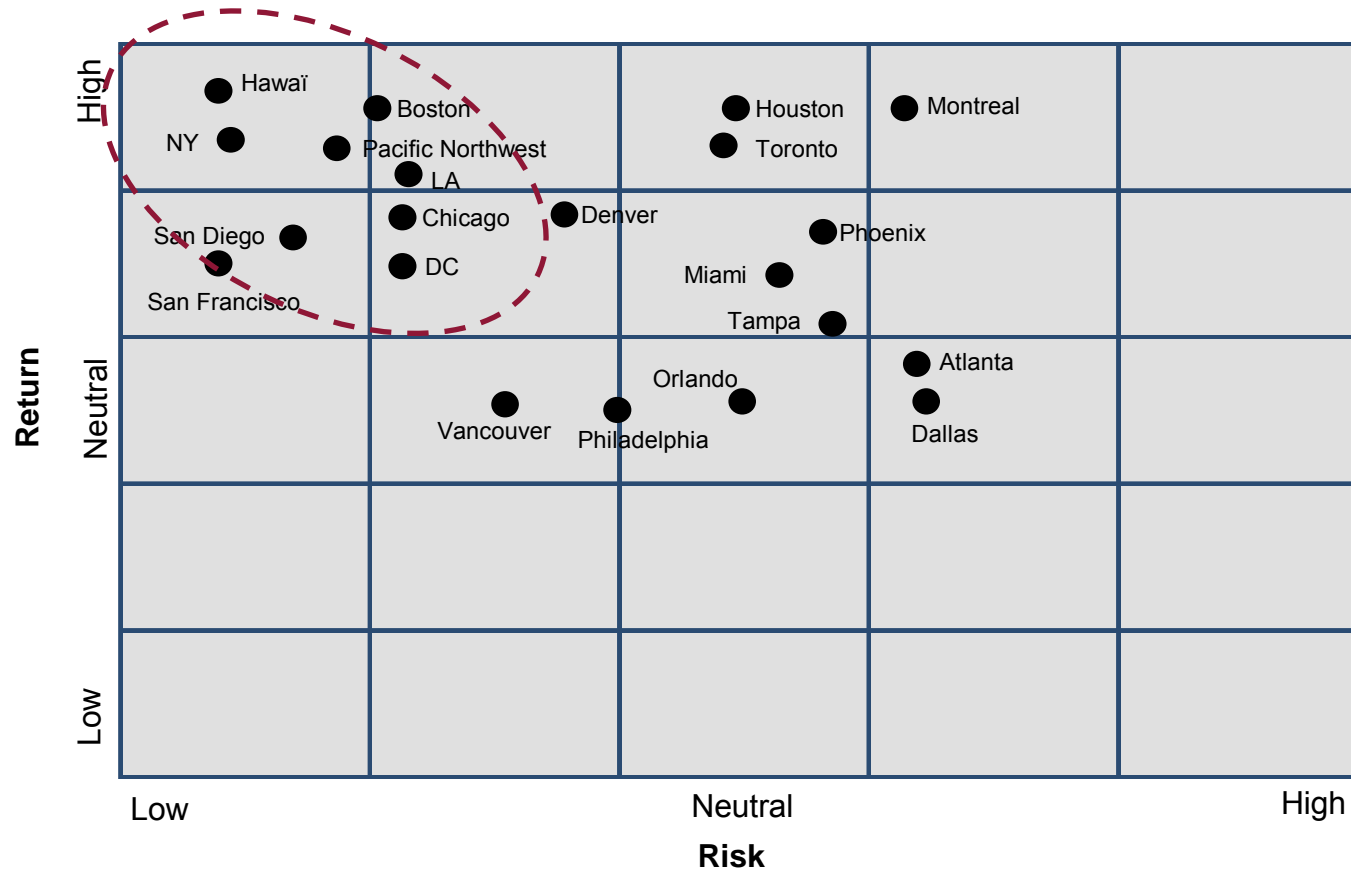 High
Hawaï
Boston
Houston
Montreal
NY
Pacific Northwest
Toronto
LA
Chicago
Denver
Phoenix
San Diego
DC
Miami
San Francisco
Tampa
Return
Neutral
Orlando
Atlanta
Vancouver
Philadelphia
Dallas
Low
Low
Neutral
High
Risk